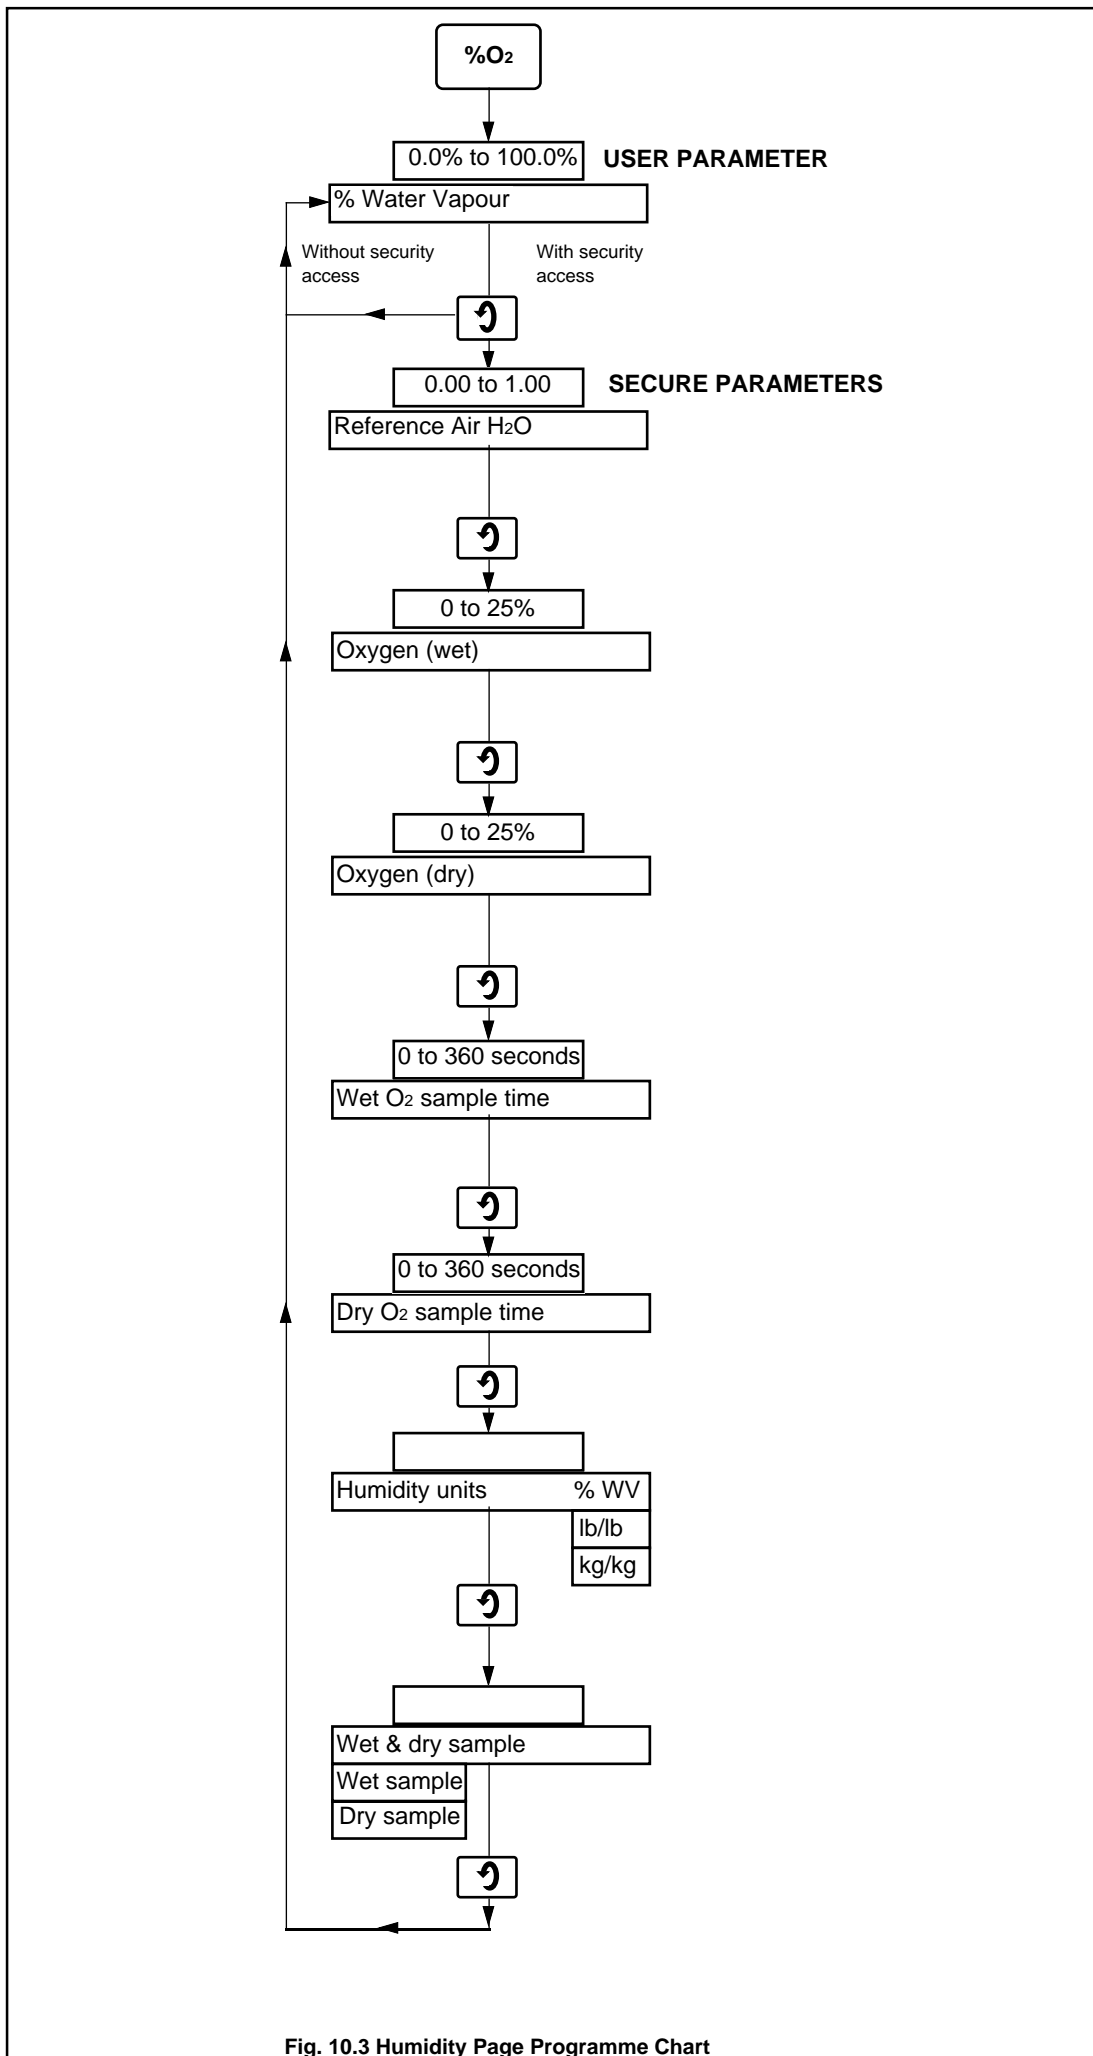 %O2
0.0% to 100.0% USER PARAMETER
% Water Vapour
Without security
access
With security
access
0.00 to 1.00 SECURE PARAMETERS
Reference Air H2O
0 to 25%
Oxygen (wet)
0 to 25%
Oxygen (dry)
0 to 360 seconds
Wet O2 sample time
0 to 360 seconds
Dry O2 sample time
Humidity units % WV
lb/lb
kg/kg
Wet & dry sample
Wet sample
Dry sample
Fig. 10.3 Humidity Page Programme Chart